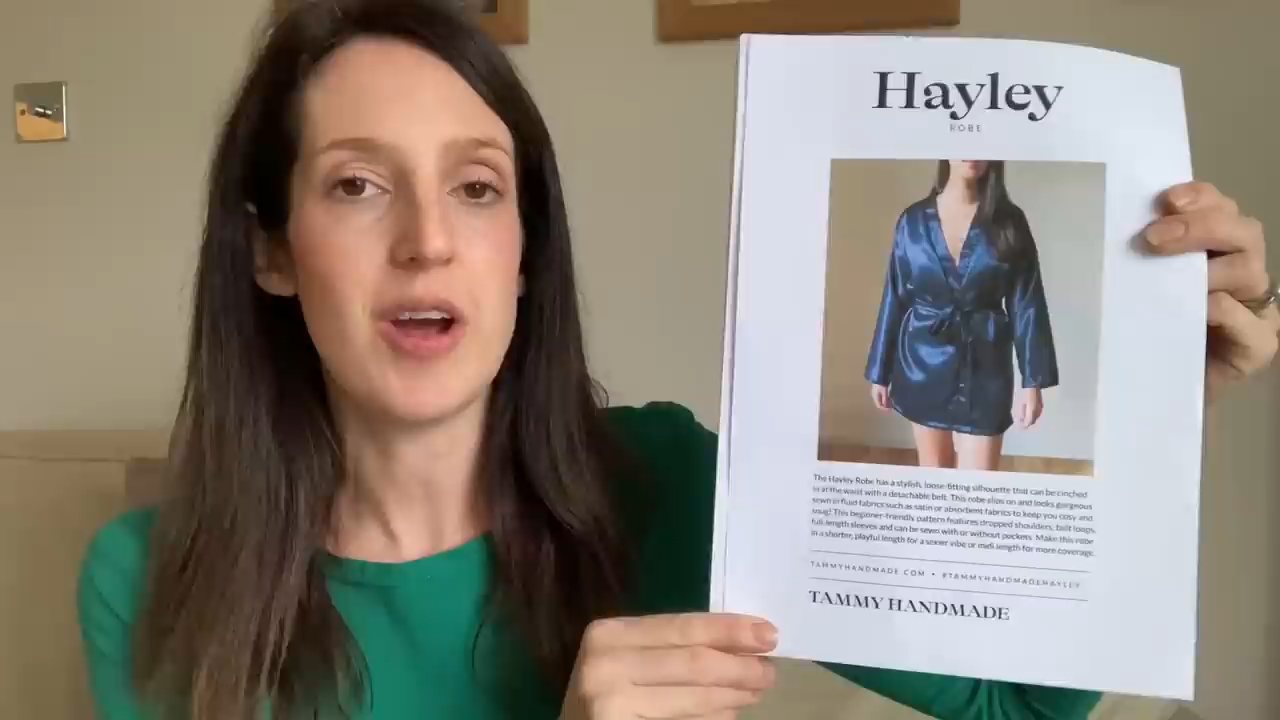 Hayley
ROBE
The Hayley Robe has a stylish, loose-fitting silhouette that can be cinched
in at the waist with a detachable belt. This robe slips on and looks gorgeous
sewn in fluid fabrics such as satin or absorbent fabrics to keep you cosy and
snug! This beginner-friendly pattern features dropped shoulders, belt loops,
full-length sleeves and can be sewn with or without pockets. Make this robe
in a shorter, playful length for a sexier vibe or midi length for more coverage.
TAMMYHANDMADE.COM • #TAMMYHANDMADEHAYLEY
TAMMY HANDMADE